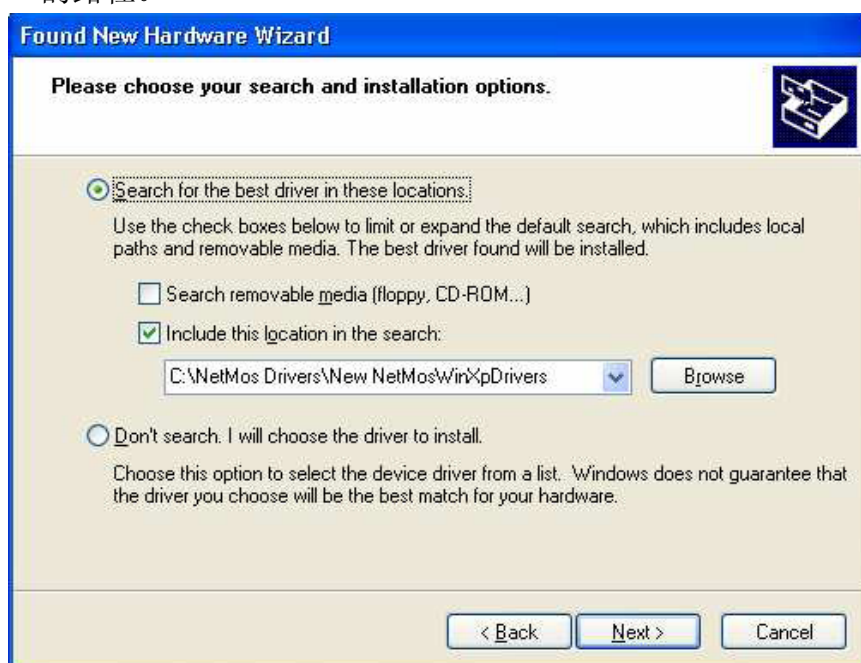 的路径。
Found New Hardware Wizard
Please choose your search and installation options.
Search for the best driver in these locations.
Use the check boxes below to limit or expand the default search, which includes local
paths and removable media. The best driver found will be installed.
Search removable media (floppy, CD-ROM...)
Include this location in the search:
C:\NetMos Drivers\New NetMosWinXpDrivers
Browse
Don't search. I will choose the driver to install.
Choose this option to select the device driver from a list. Windows does not guarantee that
the driver you choose will be the best match for your hardware.
< Back
Next >
Cancel